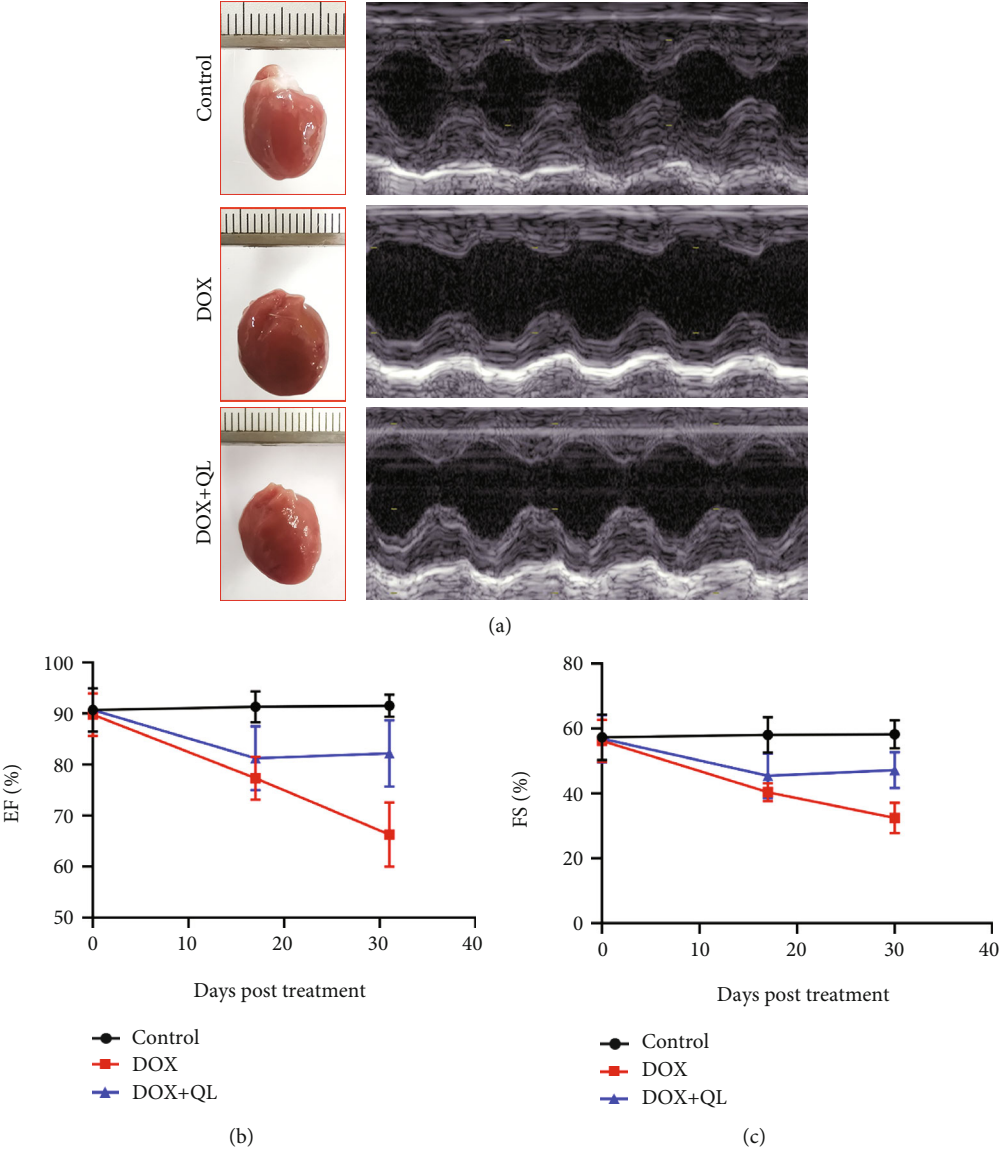 Control
DOX
DOX+QL
(a)
100
90
80
70
60
50
EF (%)
0 10 20 30 40
Days post treatment
Control
DOX
DOX+QL
(b)
80
60
40
20
0
FS (%)
0 10 20 30 40
Days post treatment
Control
DOX
DOX+QL
(c)